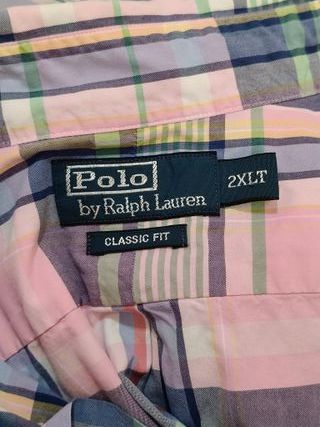 Polo
by Ralph Lauren
2XLT
CLASSIC FIT